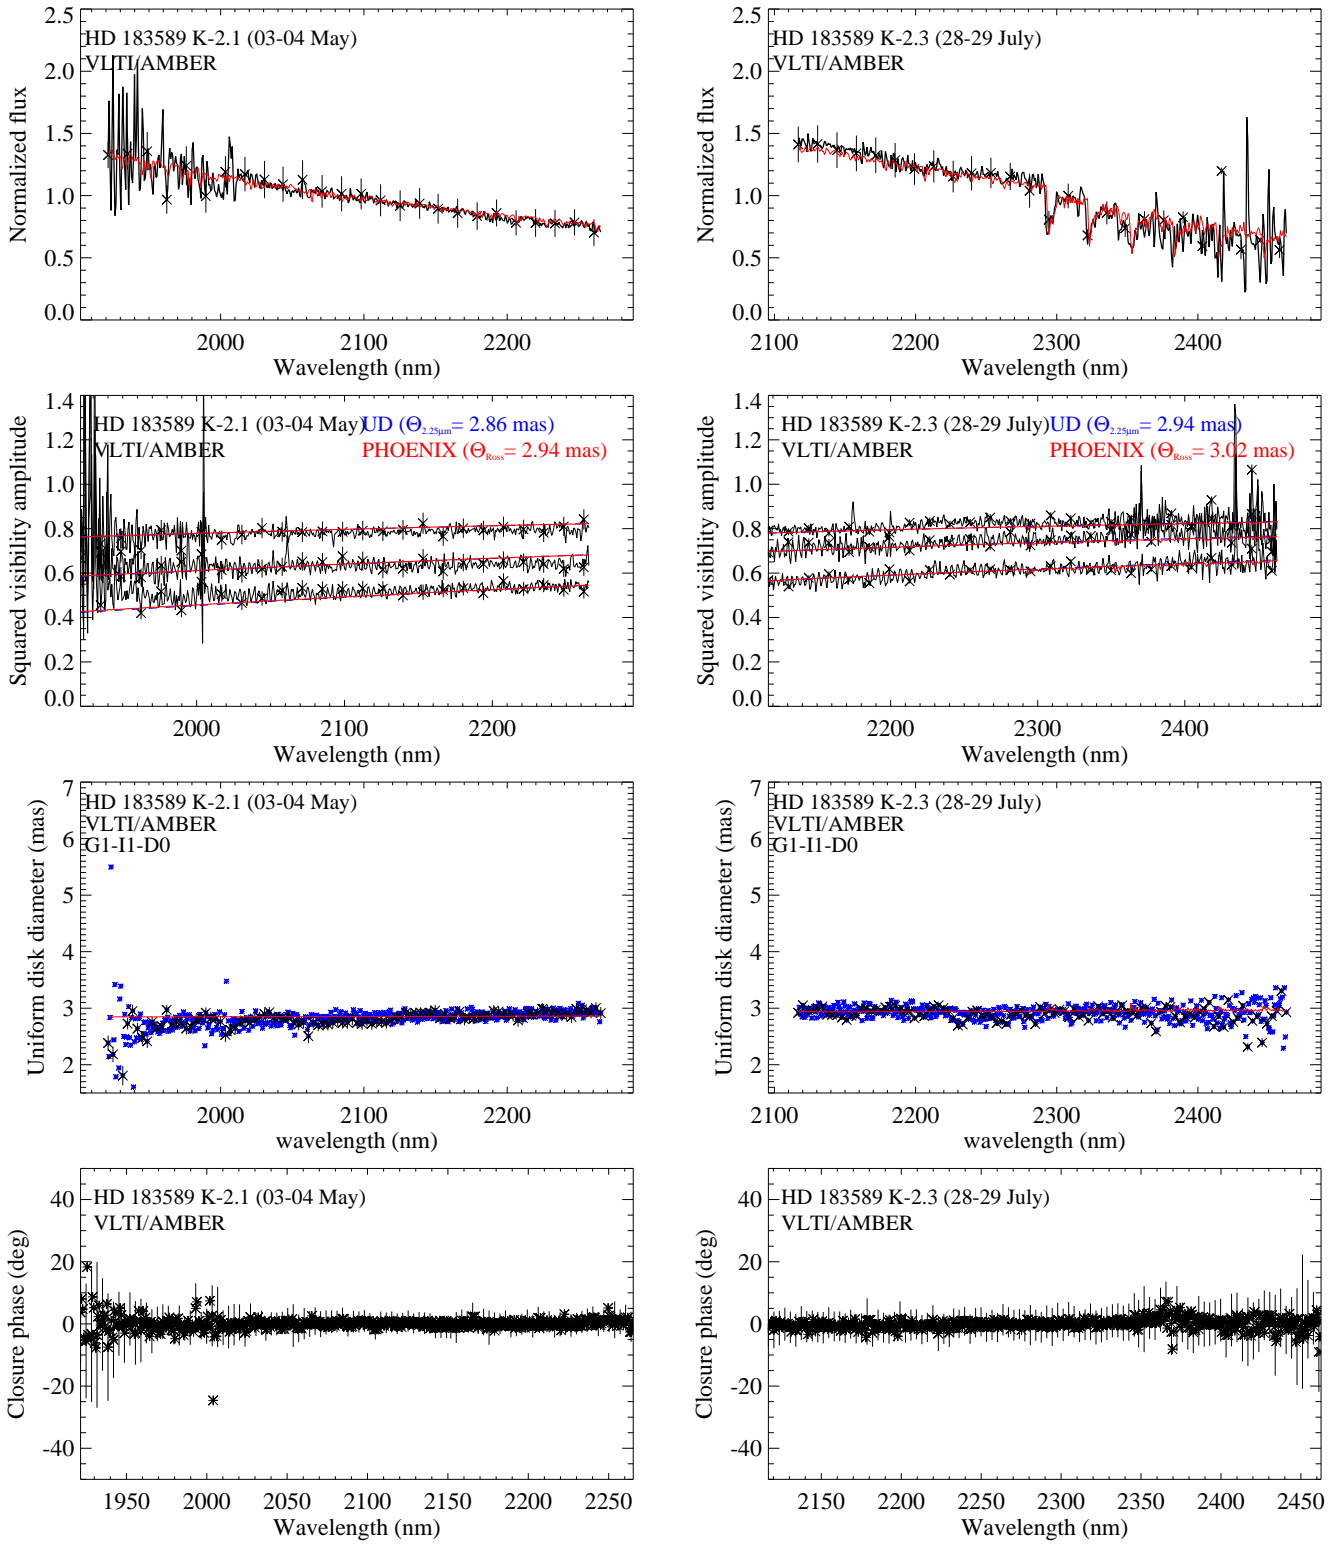 HD 183589 K-2.1 (03-04 May)
VLTI/AMBER
Normalized flux
2.5
2.0
1.5
1.0
0.5
0.0
2000 2100 2200
Wavelength (nm)
HD 183589 K-2.3 (28-29 July)
VLTI/AMBER
Normalized flux
2.5
2.0
1.5
1.0
0.5
0.0
2100 2200 2300 2400
Wavelength (nm)
HD 183589 K-2.1 (03-04 May)
VLTI/AMBER
UD (Θ2.25μm= 2.86 mas)
PHOENIX (ΘRoss= 2.94 mas)
Squared visibility amplitude
1.4
1.2
1.0
0.8
0.6
0.4
0.2
0.0
2000 2100 2200
Wavelength (nm)
HD 183589 K-2.3 (28-29 July)
VLTI/AMBER
UD (Θ2.25μm= 2.94 mas)
PHOENIX (ΘRoss= 3.02 mas)
Squared visibility amplitude
1.4
1.2
1.0
0.8
0.6
0.4
0.2
0.0
2200 2300 2400
Wavelength (nm)
HD 183589 K-2.1 (03-04 May)
VLTI/AMBER
G1-I1-D0
Uniform disk diameter (mas)
7
6
5
4
3
2
2000 2100 2200
wavelength (nm)
HD 183589 K-2.3 (28-29 July)
VLTI/AMBER
G1-I1-D0
Uniform disk diameter (mas)
7
6
5
4
3
2
2100 2200 2300 2400
wavelength (nm)
HD 183589 K-2.1 (03-04 May)
VLTI/AMBER
Closure phase (deg)
40
20
0
-20
-40
1950 2000 2050 2100 2150 2200 2250
Wavelength (nm)
HD 183589 K-2.3 (28-29 July)
VLTI/AMBER
Closure phase (deg)
40
20
0
-20
-40
2150 2200 2250 2300 2350 2400 2450
Wavelength (nm)